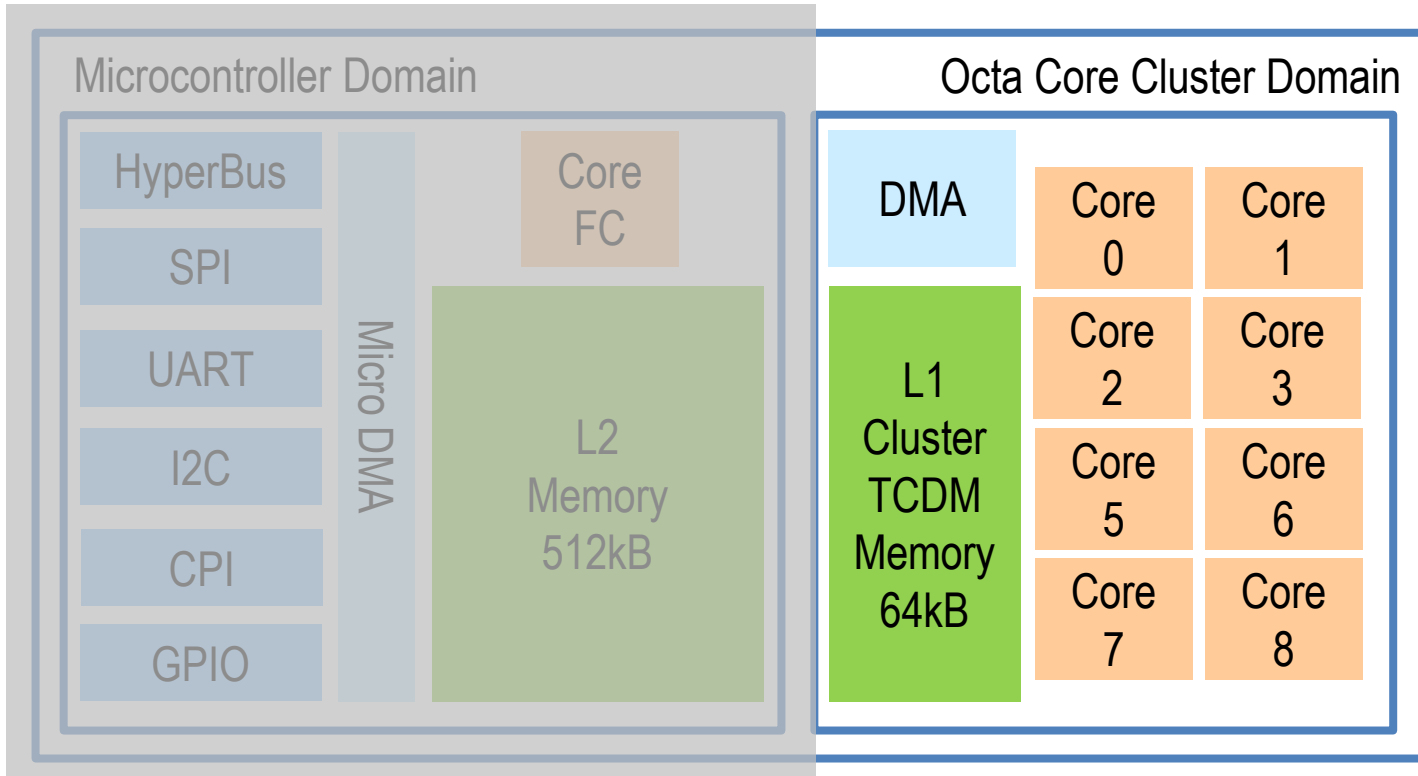 Microcontroller Domain
HyperBus
SPI
UART
I2C
CPI
GPIO
Micro DMA
Core
FC
L2
Memory
512kB
Octa Core Cluster Domain
DMA
L1
Cluster
TCDM
Memory
64kB
Core
0
Core
1
Core
2
Core
3
Core
5
Core
6
Core
7
Core
8